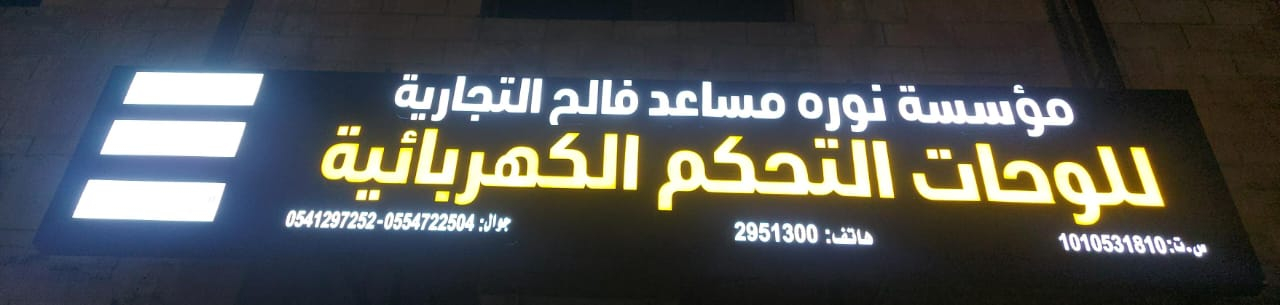 مؤسسة نوره مساعد فالح التجارية
للوحات التحكم الكهربائية
س.ت: 1010531810 هاتف: 2951300 جوال: 0554722504-0541297252